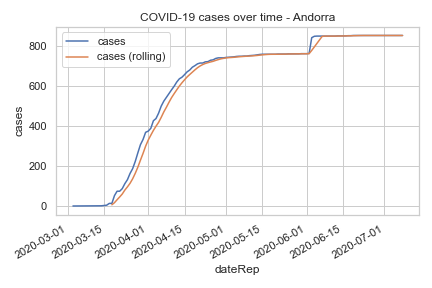 COVID-19 cases over time - Andorra
cases
cases (rolling)
cases
800
600
400
200
0
2020-03-01
2020-03-15
2020-04-01
2020-04-15
2020-05-01
2020-05-15
2020-06-01
2020-06-15
2020-07-01
dateRep